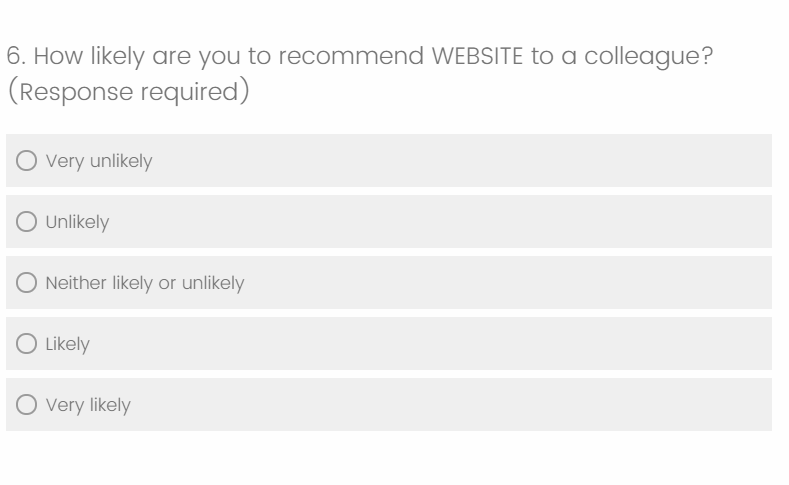 6. How likely are you to recommend WEBSITE to a colleague?
(Response required)
Very unlikely
Unlikely
Neither likely or unlikely
Likely
Very likely